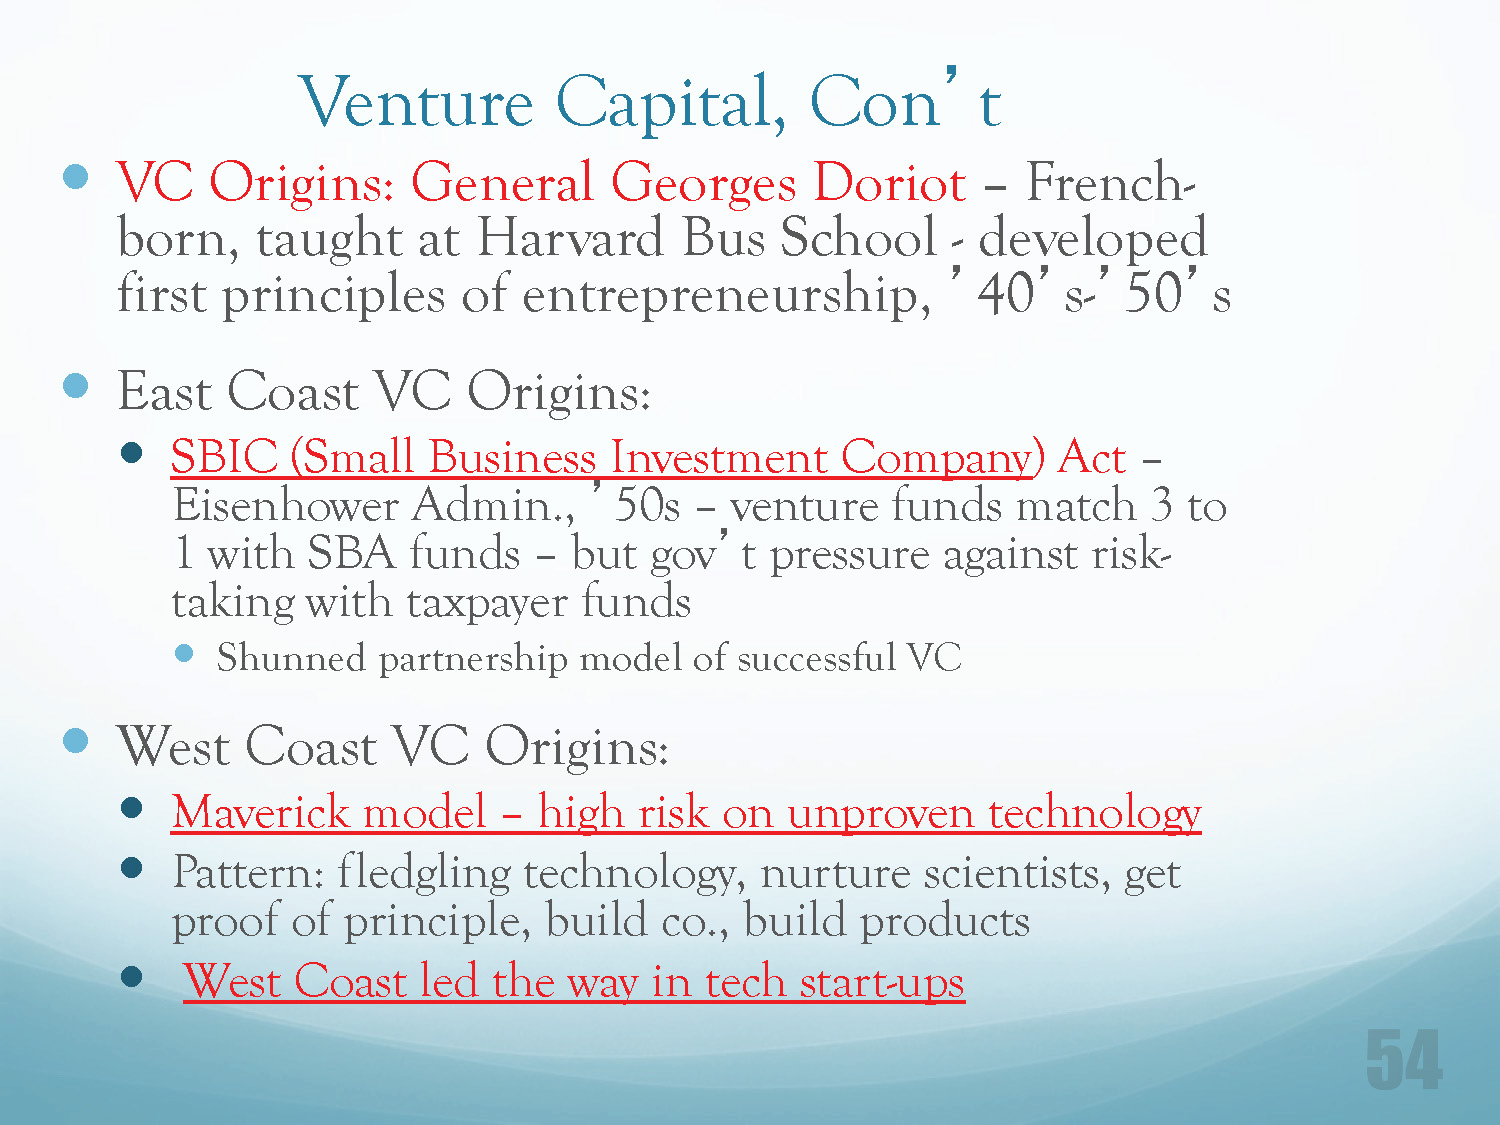 Venture Capital, Con’t
• VC Origins: General Georges Doriot – French-
born, taught at Harvard Bus School - developed
first principles of entrepreneurship, ’40’s-’50’s
• East Coast VC Origins:
• SBIC (Small Business Investment Company) Act –
Eisenhower Admin., ’50s – venture funds match 3 to
1 with SBA funds – but gov’t pressure against risk-
taking with taxpayer funds
• Shunned partnership model of successful VC
• West Coast VC Origins:
• Maverick model – high risk on unproven technology
• Pattern: fledgling technology, nurture scientists, get
proof of principle, build co., build products
• West Coast led the way in tech start-ups
54